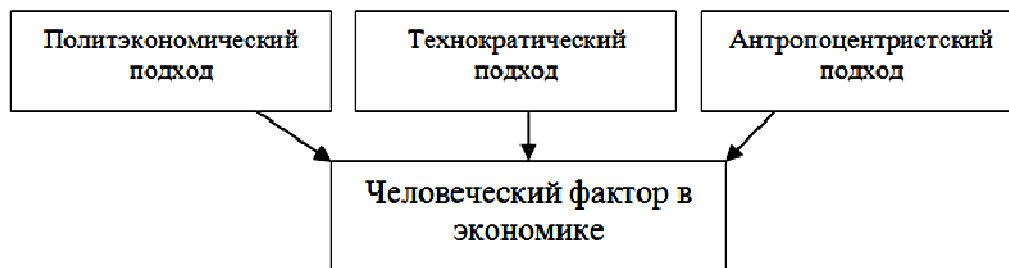 Политэкономический
подход
Технократический
подход
Антропоцентристский
подход
Человеческий фактор в
экономике